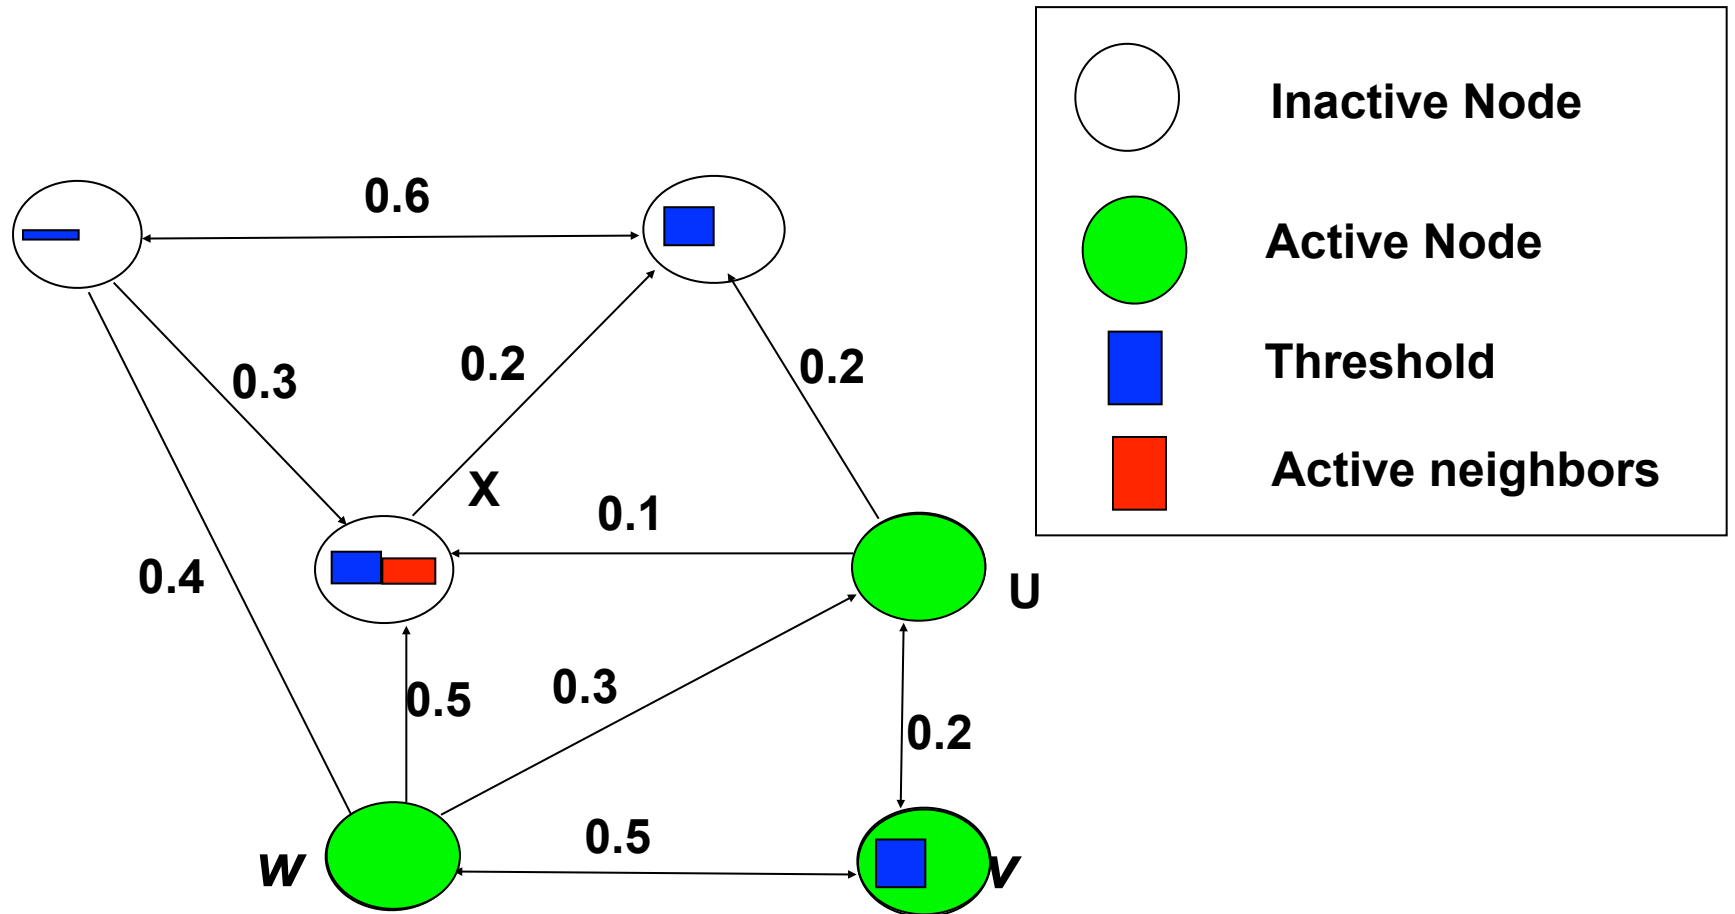 Inactive Node
Active Node
Threshold
Active neighbors
0.6
0.3
0.2
0.2
X
0.1
U
0.4
0.5
0.3
0.2
0.5
w
v